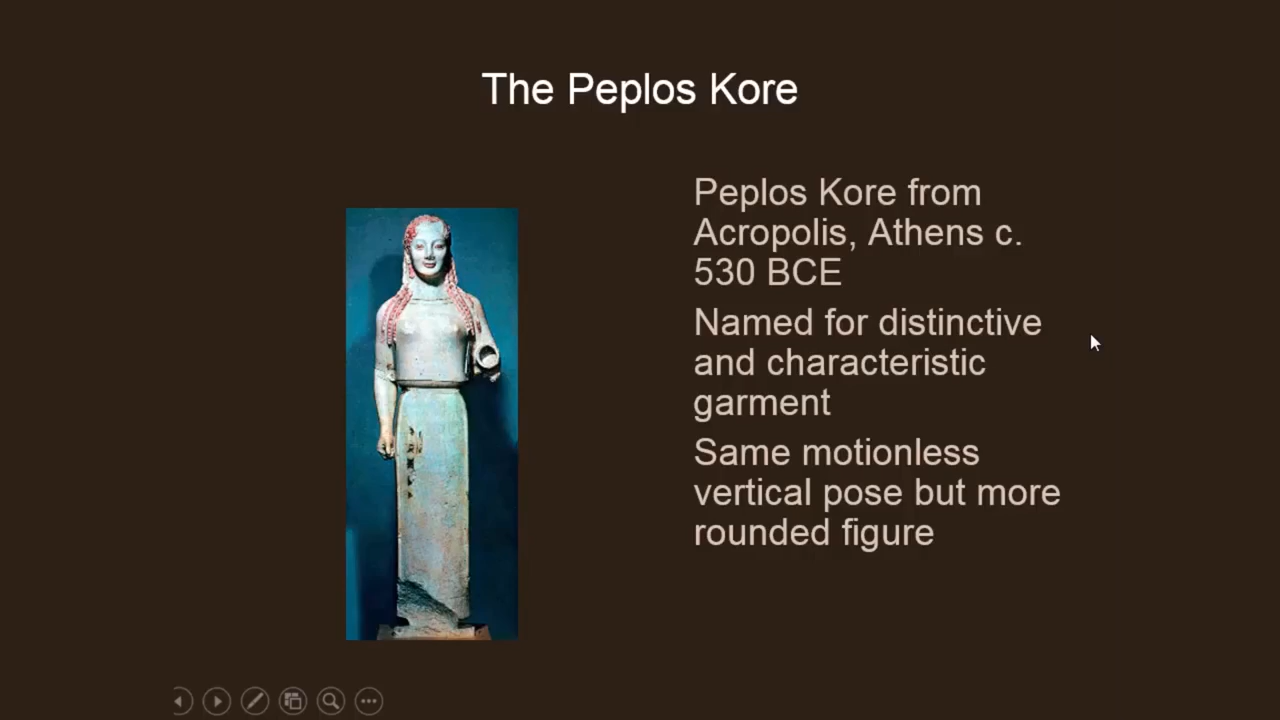 The Peplos Kore
Peplos Kore from
Acropolis, Athens c.
530 BCE
Named for distinctive
and characteristic
garment
Same motionless
vertical pose but more
rounded figure